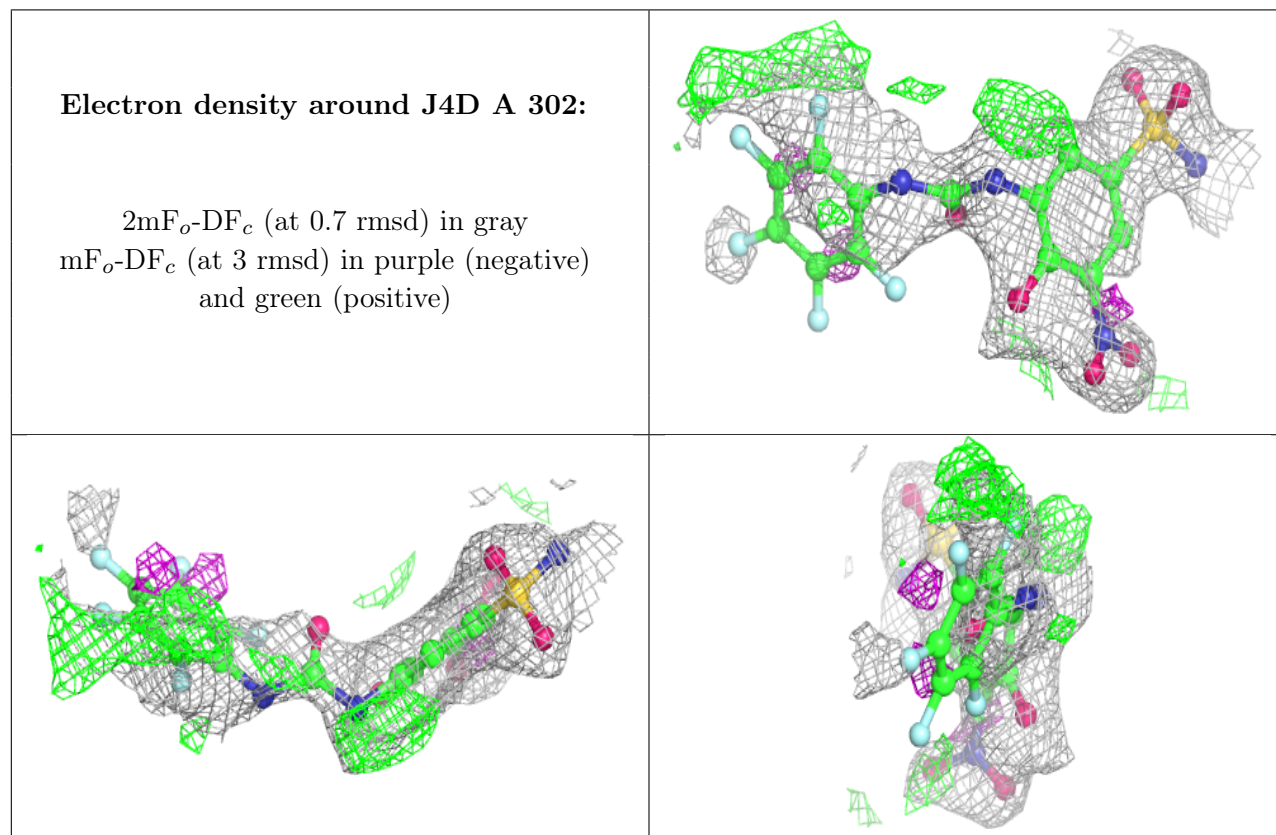 Electron density around J4D A 302:
2mFo-DFc (at 0.7 rmsd) in gray
mFo-DFc (at 3 rmsd) in purple (negative)
and green (positive)